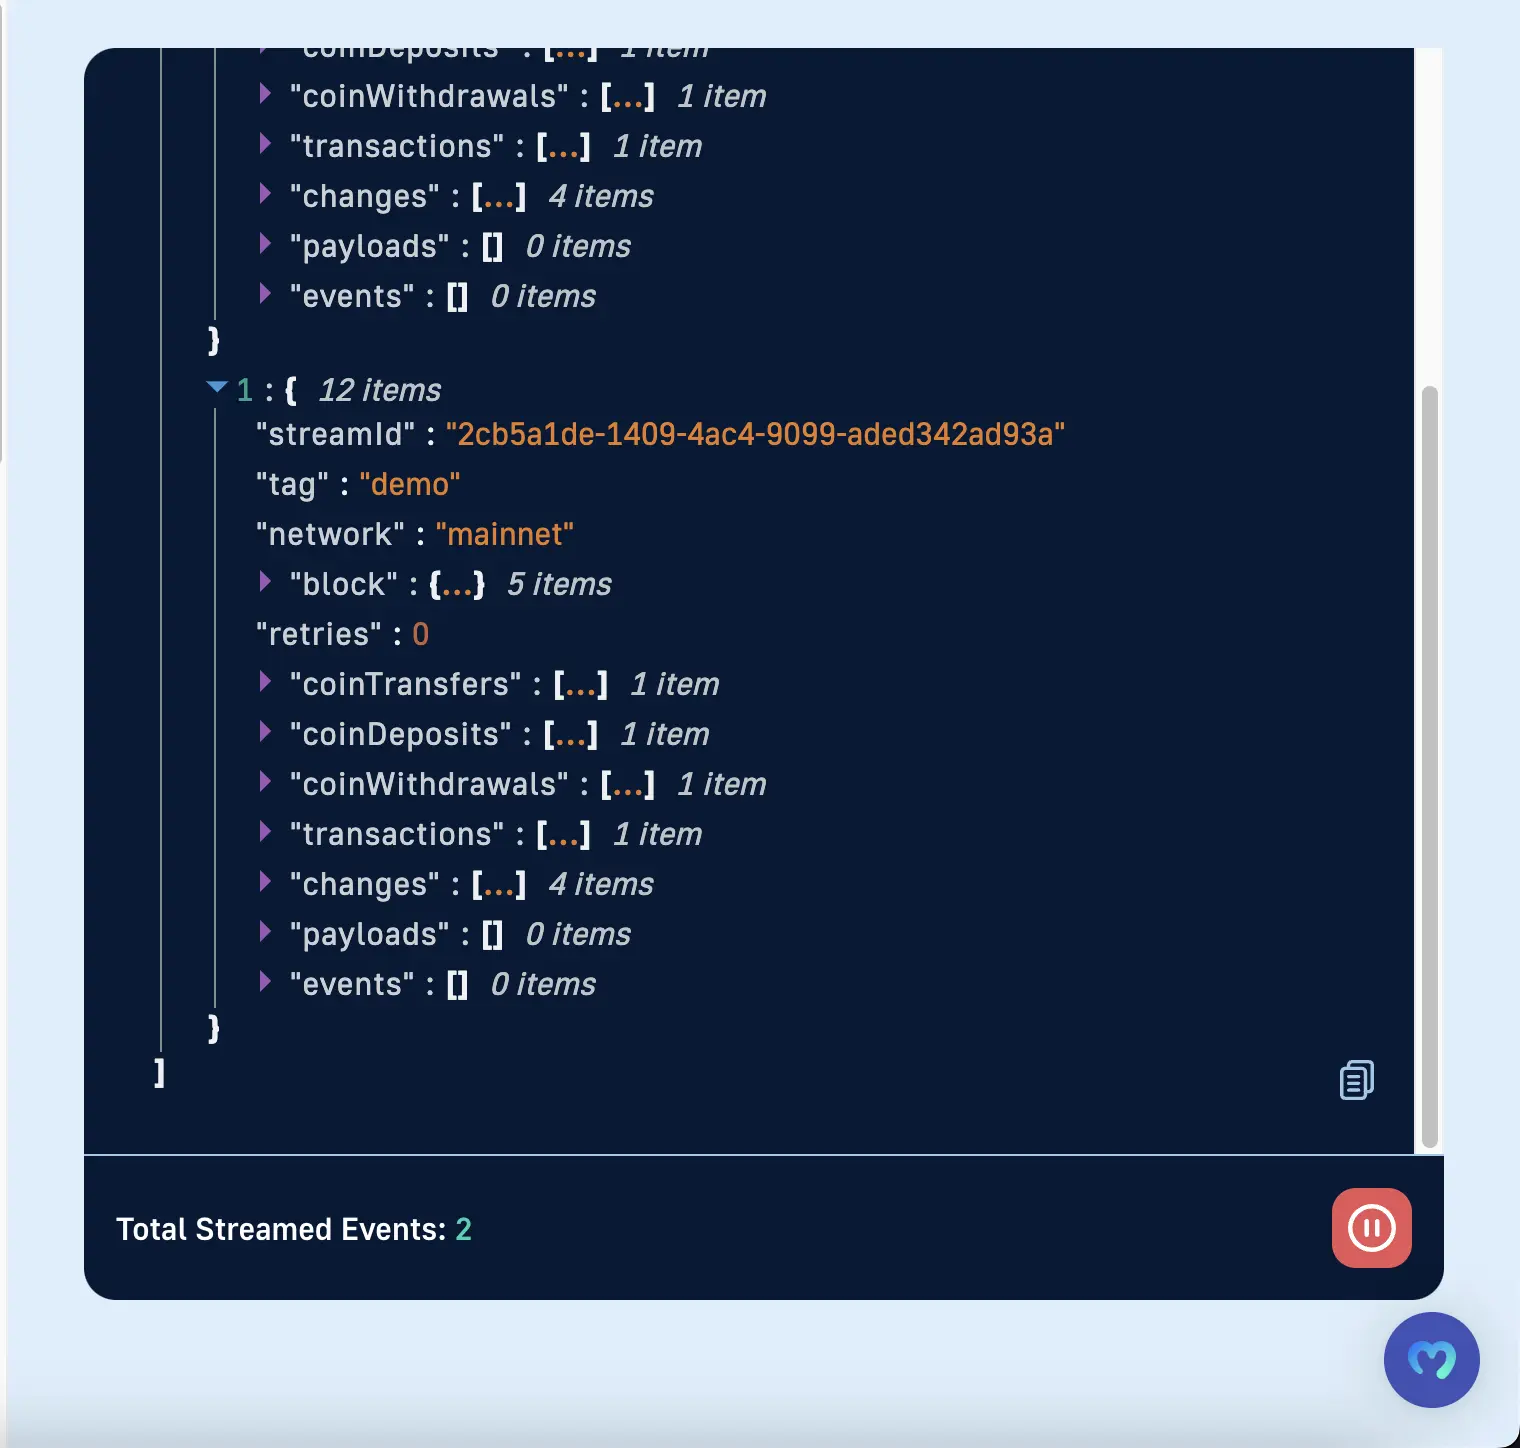 "coinDeposits" : [...] 1 item
"coinWithdrawals" : [...] 1 item
"transactions" : [...] 1 item
"changes" : [...] 4 items
"payloads" : [] 0 items
"events" : [] 0 items
}
1 : { 12 items
"streamId" : "2cb5a1de-1409-4ac4-9099-aded342ad93a"
"tag" : "demo"
"network" : "mainnet"
"block" : {...} 5 items
"retries" : 0
"coinTransfers" : [...] 1 item
"coinDeposits" : [...] 1 item
"coinWithdrawals" : [...] 1 item
"transactions" : [...] 1 item
"changes" : [...] 4 items
"payloads" : [] 0 items
"events" : [] 0 items
}
]
Total Streamed Events: 2